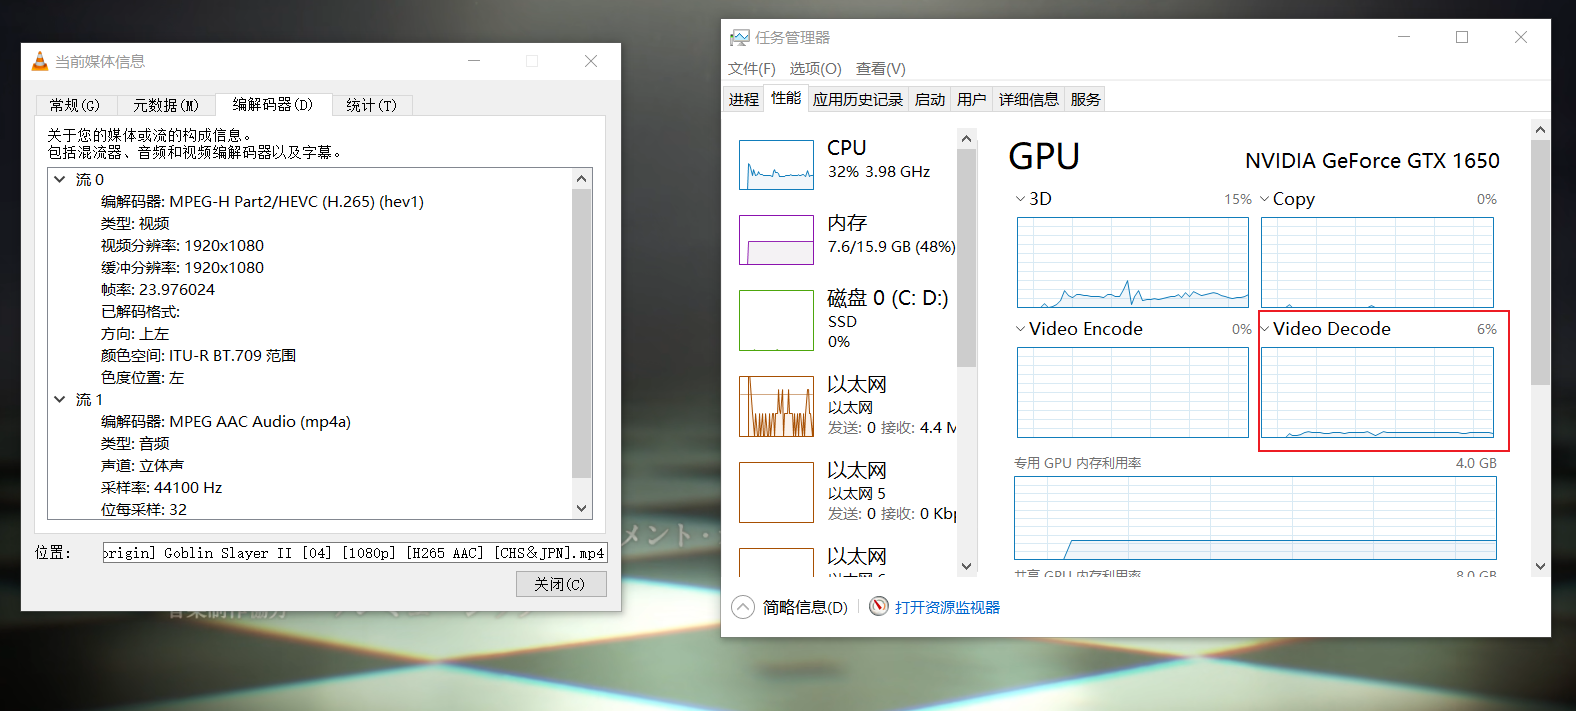 当前媒体信息
常规(G) 元数据(M) 编解码器(D) 统计(T)
关于您的媒体或流的构成信息。
包括混流器、音频和视频编解码器以及字幕。
流 0
编解码器: MPEG-H Part2/HEVC (H.265) (hev1)
类型: 视频
视频分辨率: 1920x1080
缓冲分辨率: 1920x1080
帧率: 23.976024
已解码格式:
方向: 上左
颜色空间: ITU-R BT.709 范围
色度位置: 左
流 1
编解码器: MPEG AAC Audio (mp4a)
类型: 音频
声道: 立体声
采样率: 44100 Hz
位每采样: 32
位置: origin] Goblin Slayer II [04] [1080p] [H265 AAC] [CHS&JPN].mp4
关闭(C)
メント・
任务管理器
文件(F) 选项(O) 查看(V)
进程 性能 应用历史记录 启动 用户 详细信息 服务
CPU
32% 3.98 GHz
内存
7.6/15.9 GB (48%)
磁盘 0 (C: D:)
SSD
0%
以太网
以太网
发送: 0 接收: 4.4 M
以太网
以太网 5
发送: 0 接收: 0 Kbp
以太网
GPU
NVIDIA GeForce GTX 1650
3D 15%
Copy 0%
Video Encode 0%
Video Decode 6%
专用 GPU 内存利用率 4.0 GB
共享 GPU 内存利用率 8.0 GB
简略信息(D)
打开资源监视器